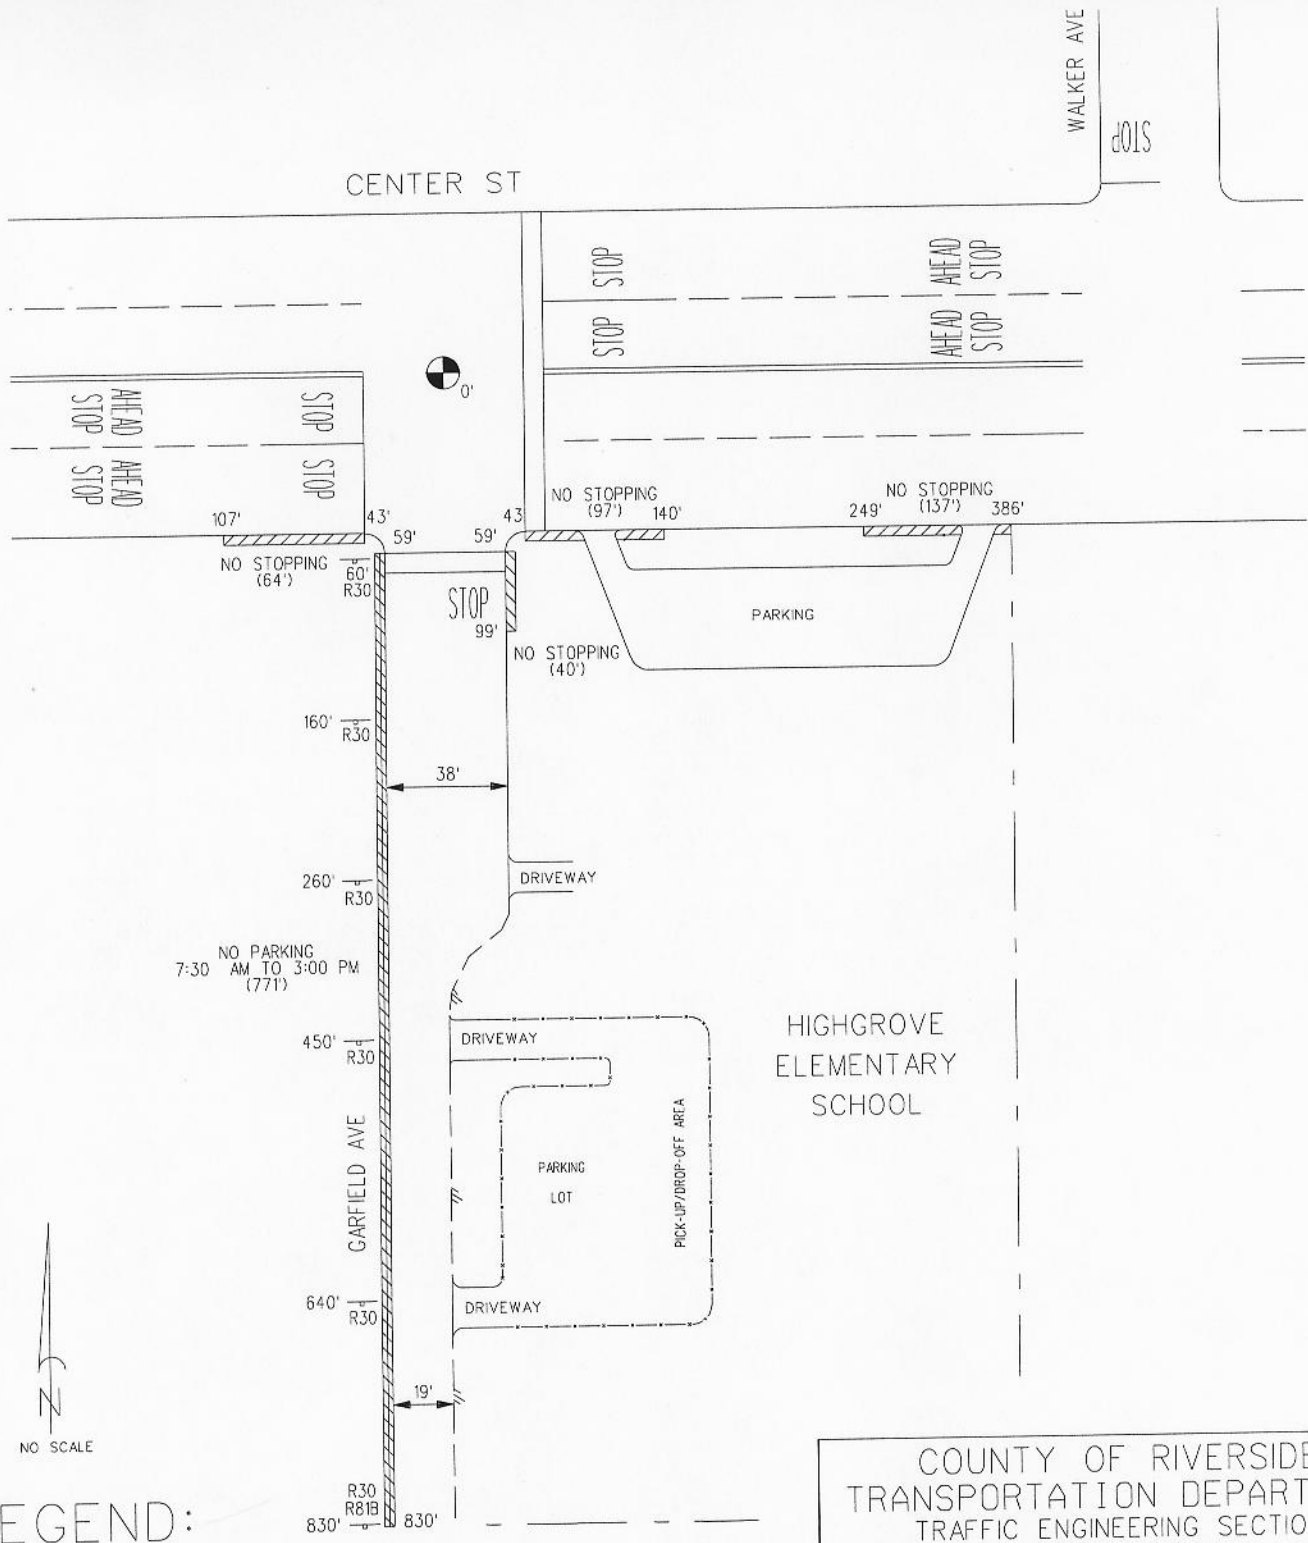 WALKER AVE
STOP
CENTER ST
STOP
AHEAD
STOP
STOP
AHEAD
STOP
0'
STOP
AHEAD
STOP
STOP
AHEAD
STOP
NO STOPPING
(97')
NO STOPPING
(137')
107'
43'
43
140'
249'
386'
59'
59'
NO STOPPING
(64')
60'
R30
STOP
99'
PARKING
NO STOPPING
(40')
160'
R30
38'
260'
R30
DRIVEWAY
NO PARKING
7:30 AM TO 3:00 PM
(771')
450'
R30
DRIVEWAY
HIGHGROVE
ELEMENTARY
SCHOOL
GARFIELD AVE
PARKING
LOT
PICK-UP/DROP-OFF AREA
640'
R30
DRIVEWAY
19'
N
NO SCALE
R30
R81B
830'
830'
EGEND:
COUNTY OF RIVERSIDE
TRANSPORTATION DEPART
TRAFFIC ENGINEERING SECTIO